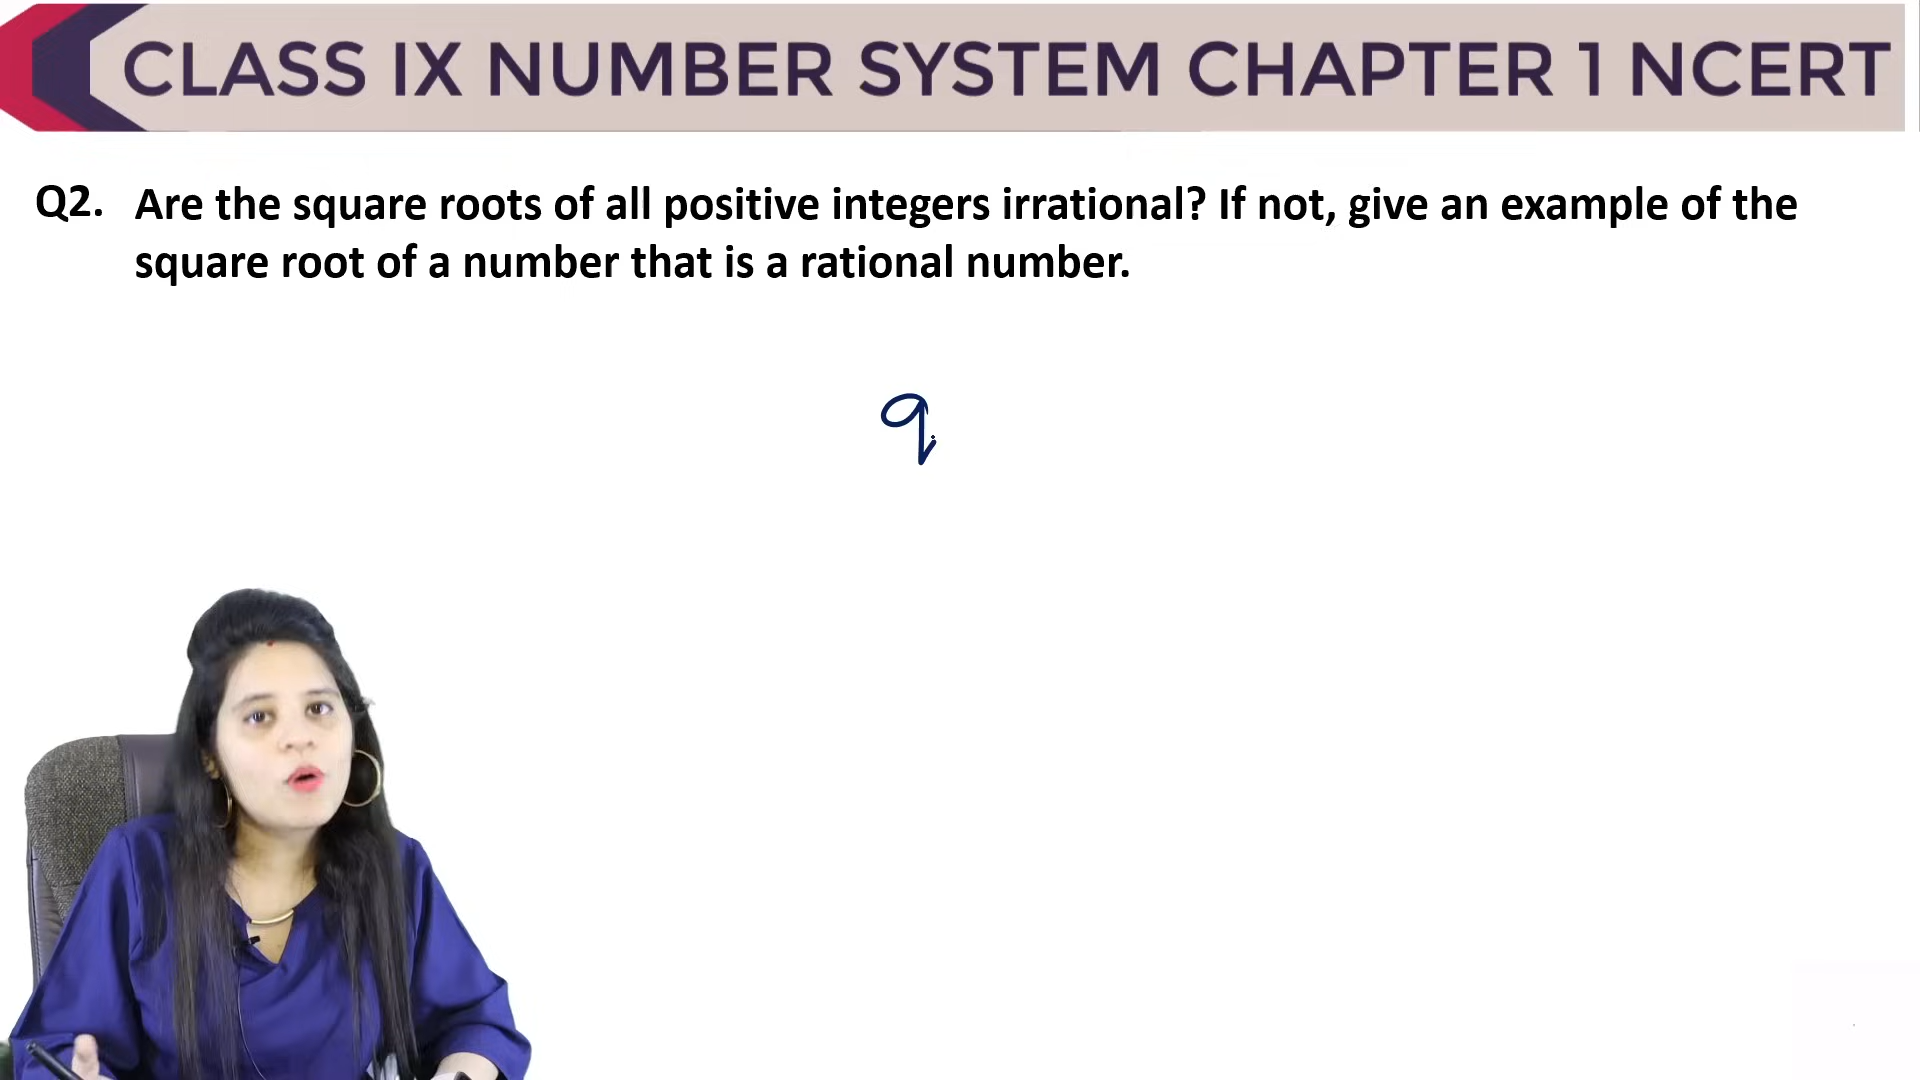 CLASS IX NUMBER SYSTEM CHAPTER 1 NCERT
Q2. Are the square roots of all positive integers irrational? If not, give an example of the
square root of a number that is a rational number.
9